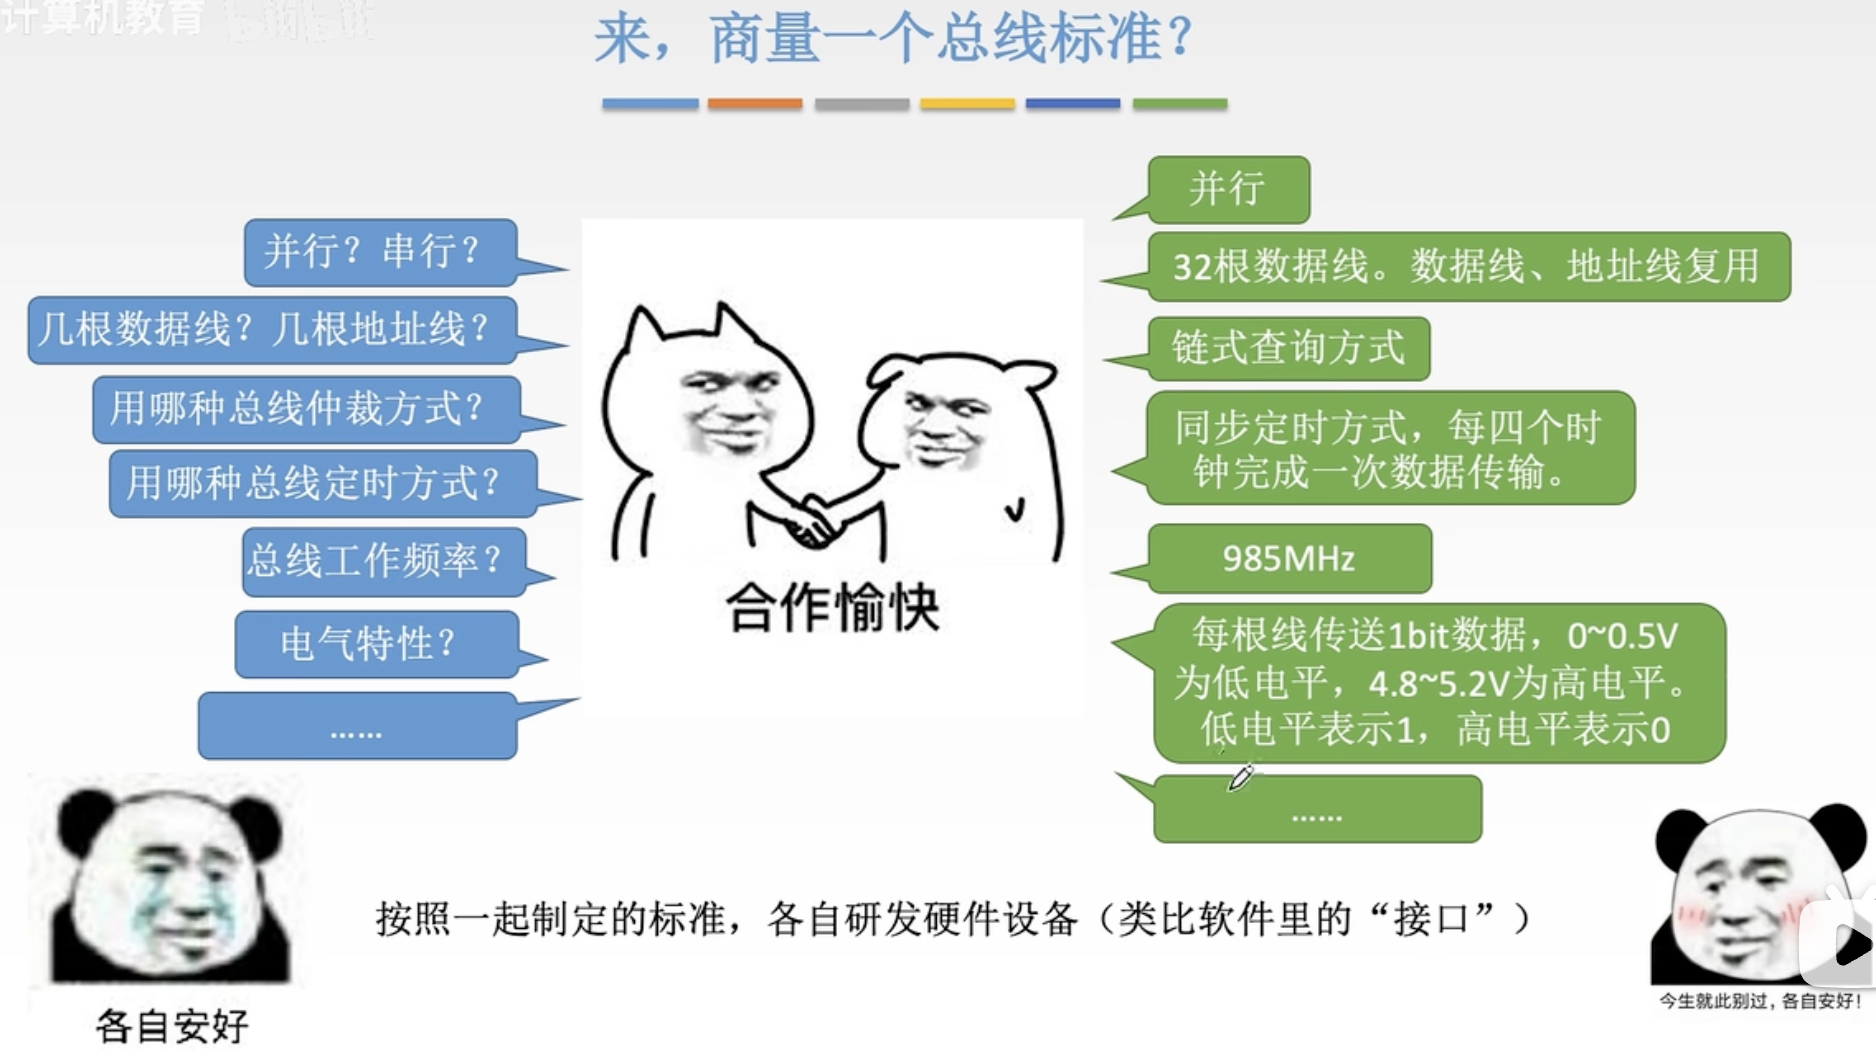 计算机教育 bilibili
来，商量一个总线标准？
并行？串行？
几根数据线？几根地址线？
用哪种总线仲裁方式？
用哪种总线定时方式？
总线工作频率？
电气特性？
……
合作愉快
并行
32根数据线。数据线、地址线复用
链式查询方式
同步定时方式，每四个时
钟完成一次数据传输。
985MHz
每根线传送1bit数据，0~0.5V
为低电平，4.8~5.2V为高电平。
低电平表示1，高电平表示0
……
按照一起制定的标准，各自研发硬件设备（类比软件里的“接口”）
各自安好
今生就此别过，各自安好！